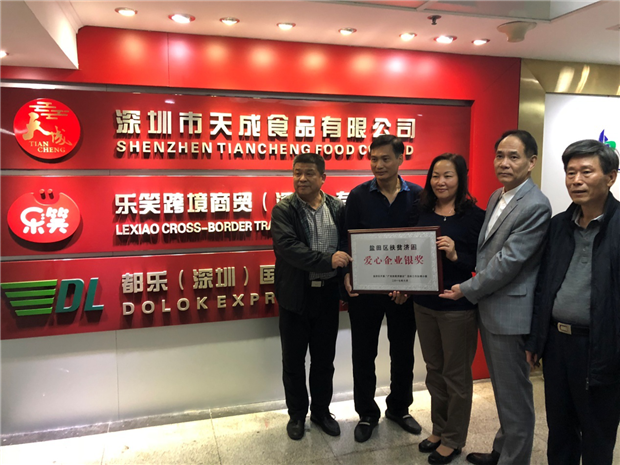 天成
TIAN
CHENG
深圳市天成食品有限公司
SHENZHEN TIANCHENG FOOD CO
D
乐笑
乐笑跨境商贸（深
LEXIAO CROSS-BORDER TRA
DL
都乐（深圳）国
DOLOK EXPR
盐田区扶贫济困
爱心企业银奖